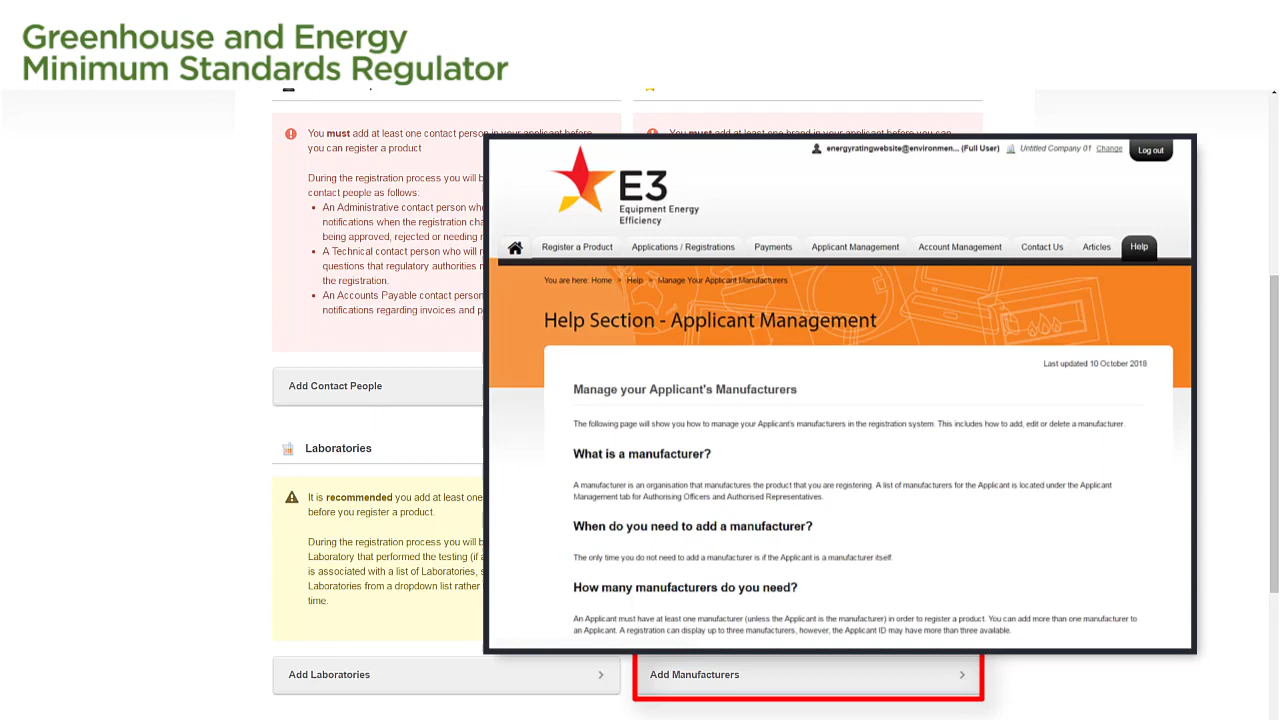 Greenhouse and Energy
Minimum Standards Regulator
You must add at least one contact person in your applicant before
you can register a product
You must add at least one brand in your applicant before you can
During the registration process you will b
contact people as follows:
An Administrative contact person whe
notifications when the registration cha
being approved, rejected or needing r
A Technical contact person who will r
questions that regulatory authorities m
the registration.
An Accounts Payable contact person
notifications regarding invoices and p
Add Contact People
Laboratories
It is recommended you add at least one
before you register a product.
During the registration process you will b
Laboratory that performed the testing (if a
is associated with a list of Laboratories, s
Laboratories from a dropdown list rather
time.
Add Laboratories
energyratingwebsite@environmen... (Full User)
Untitled Company 01 Change
Log out
E3
Equipment Energy
Efficiency
Register a Product
Applications / Registrations
Payments
Applicant Management
Account Management
Contact Us
Articles
Help
You are here: Home > Help > Manage Your Applicant Manufacturers
Help Section - Applicant Management
Last updated 10 October 2018
Manage your Applicant's Manufacturers
The following page will show you how to manage your Applicant's manufacturers in the registration system. This includes how to add, edit or delete a manufacturer.
What is a manufacturer?
A manufacturer is an organisation that manufactures the product that you are registering. A list of manufacturers for the Applicant is located under the Applicant
Management tab for Authorising Officers and Authorised Representatives.
When do you need to add a manufacturer?
The only time you do not need to add a manufacturer is if the Applicant is a manufacturer itself.
How many manufacturers do you need?
An Applicant must have at least one manufacturer (unless the Applicant is the manufacturer) in order to register a product. You can add more than one manufacturer to
an Applicant. A registration can display up to three manufacturers, however, the Applicant ID may have more than three available.
Add Manufacturers